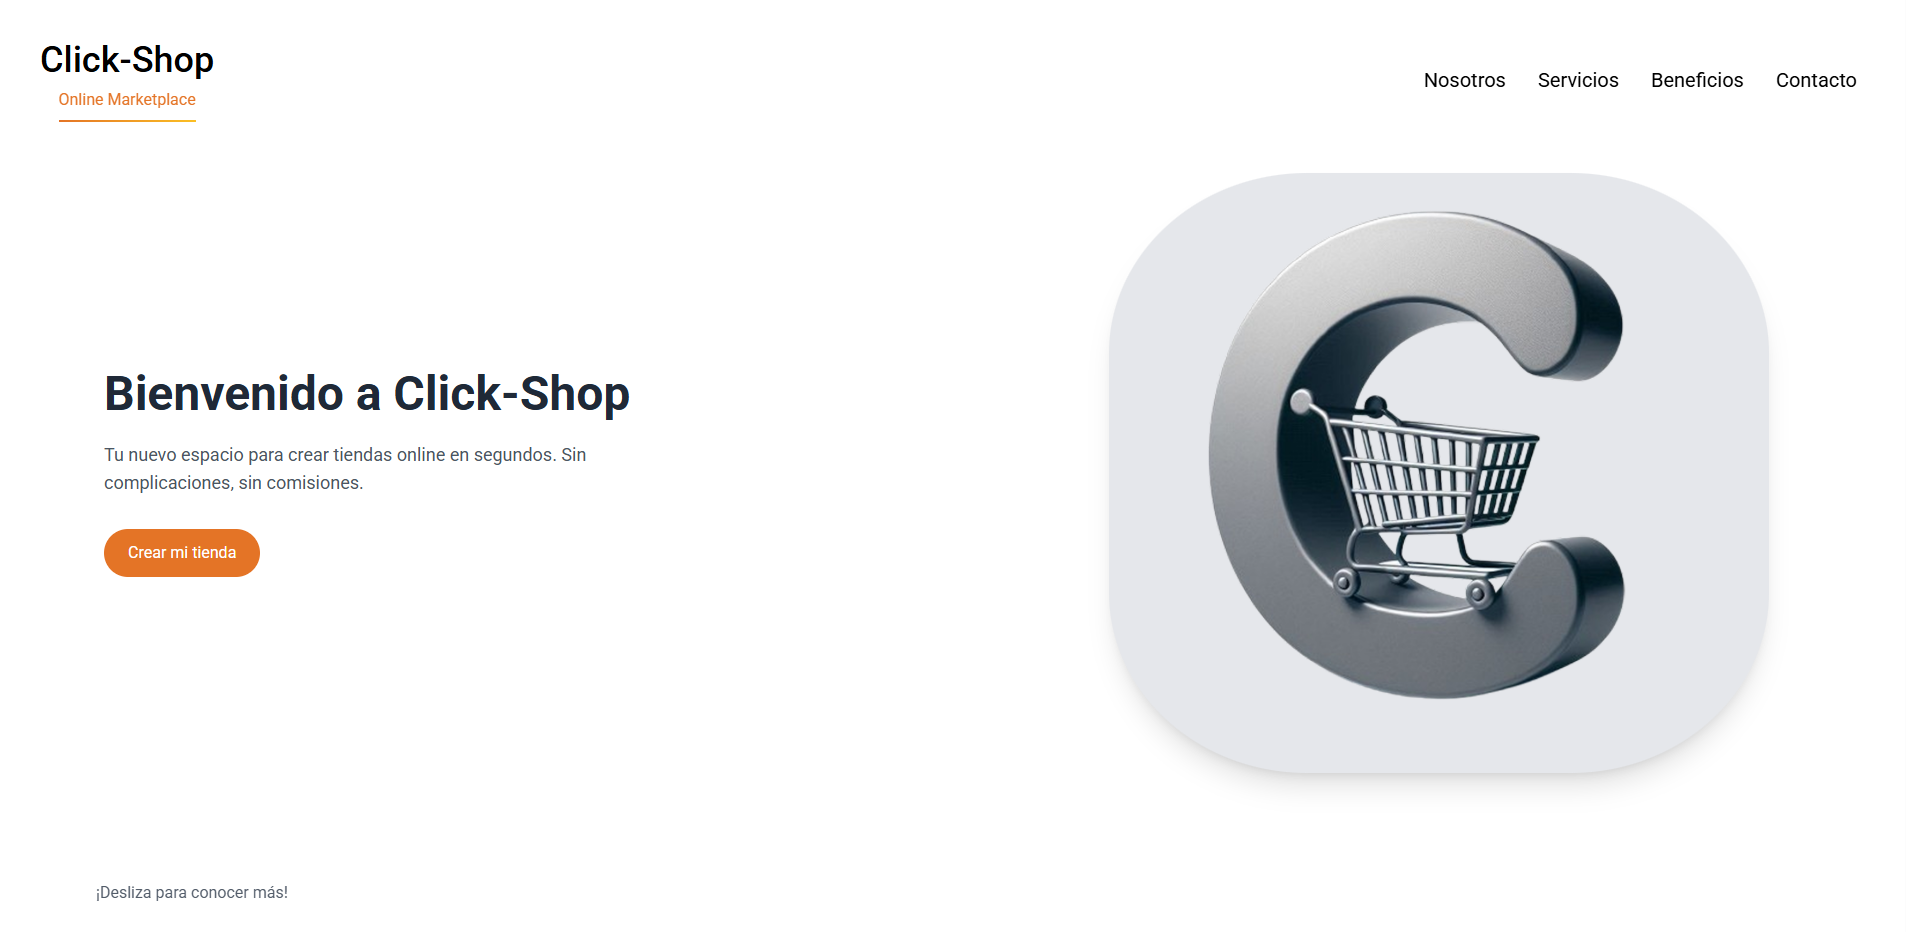 Click-Shop
Online Marketplace
Nosotros Servicios Beneficios Contacto
Bienvenido a Click-Shop
Tu nuevo espacio para crear tiendas online en segundos. Sin
complicaciones, sin comisiones.
Crear mi tienda
¡Desliza para conocer más!